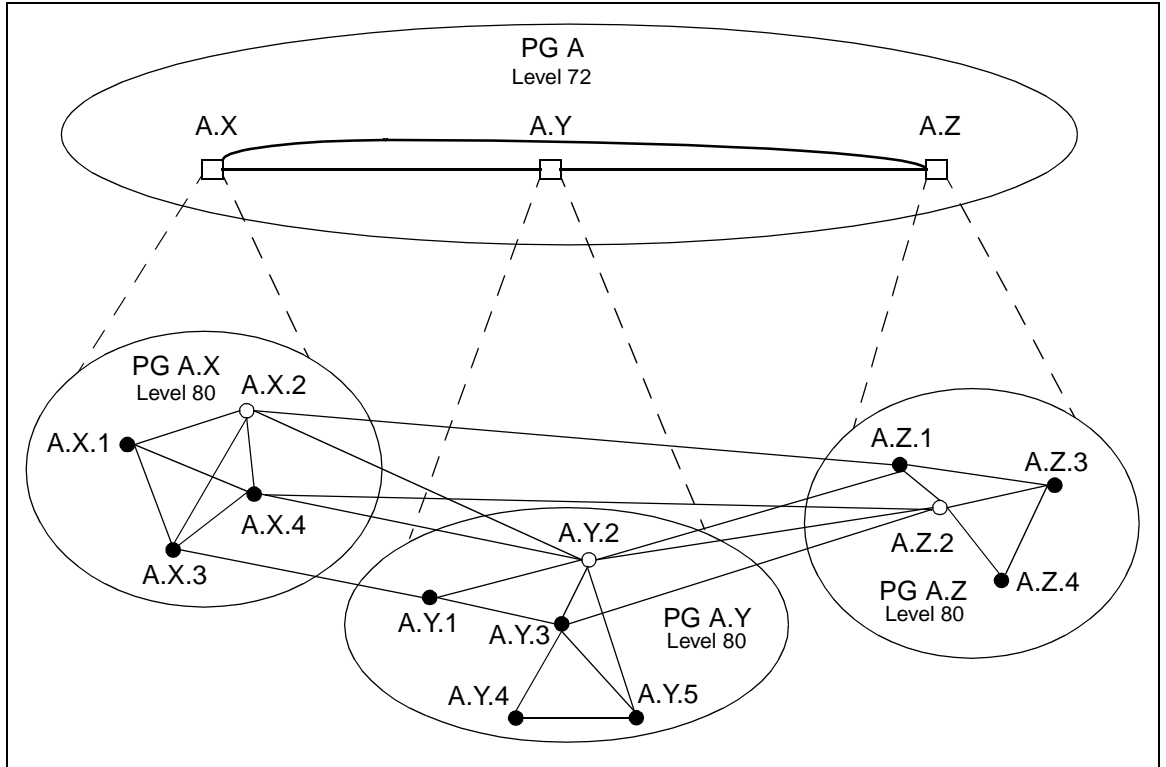 PG A
Level 72
A.X
A.Y
A.Z
PG A.X
Level 80
A.X.2
A.X.1
A.X.4
A.X.3
A.Y.2
A.Y.1
A.Y.3
PG A.Y
Level 80
A.Y.4
A.Y.5
A.Z.1
A.Z.3
A.Z.2
A.Z.4
PG A.Z
Level 80